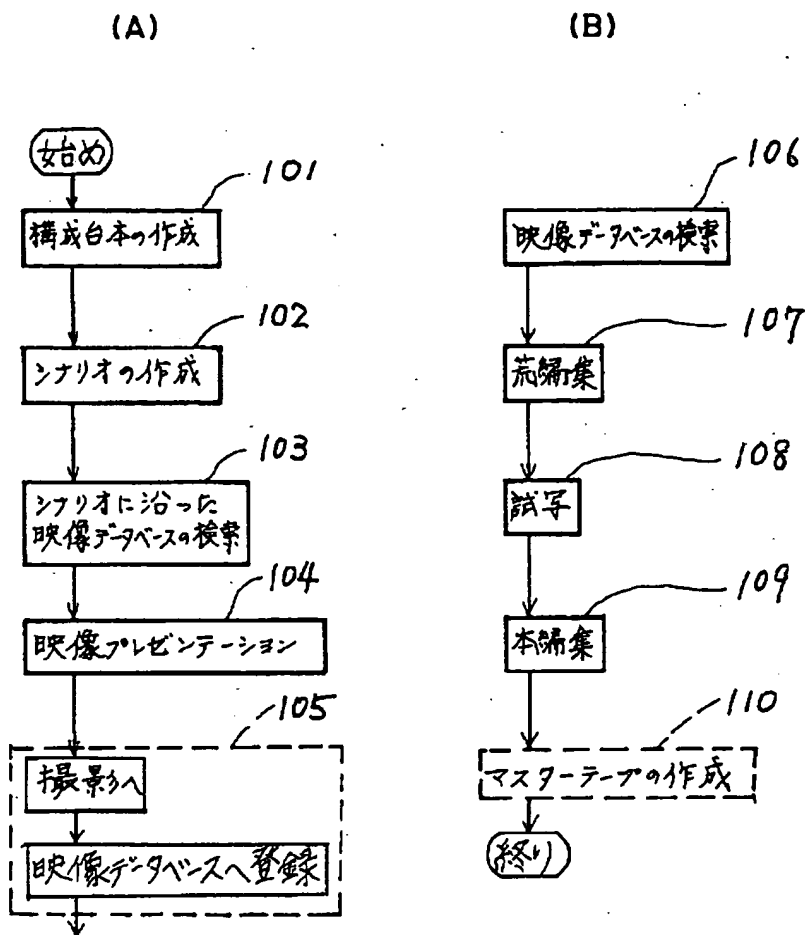 (A)
始め
101
構成台本の作成
102
シナリオの作成
103
シナリオに沿った
映像データベースの検索
104
映像プレゼンテーション
105
撮影へ
映像データベースへ登録
(B)
106
映像データベースの検索
107
荒編集
108
試写
109
本編集
110
マスターテープの作成
終り